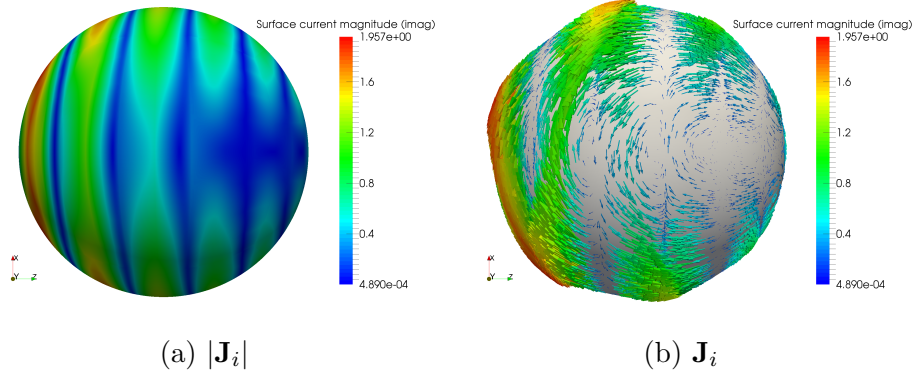 Surface current magnitude (imag)
1.957e+00
1.6
1.2
0.8
0.4
4.890e-04
X
Y Z
(a) |J_i|
Surface current magnitude (imag)
1.957e+00
1.6
1.2
0.8
0.4
4.890e-04
X
Y Z
(b) J_i